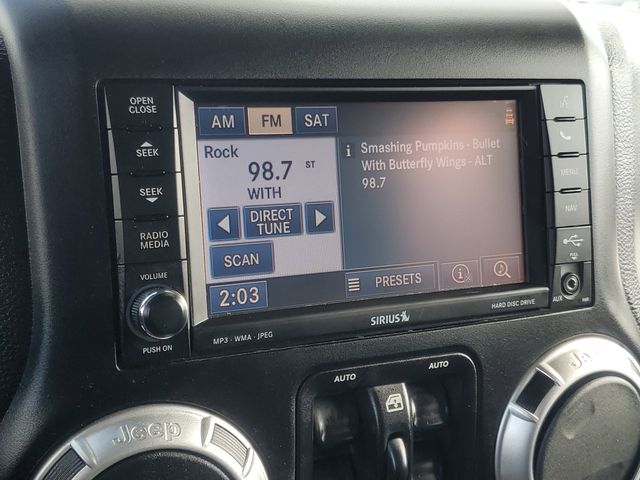 OPEN
CLOSE
SEEK
SEEK
RADIO
MEDIA
VOLUME
PUSH ON
AM FM SAT
Rock
98.7 ST
WITH
DIRECT
TUNE
SCAN
2:03
i Smashing Pumpkins - Bullet
With Butterfly Wings - ALT
98.7
PRESETS
MENU
NAV
AUX
MP3 · WMA · JPEG
SIRIUS
HARD DISC DRIVE
AUTO
AUTO
Jeep
Jeep